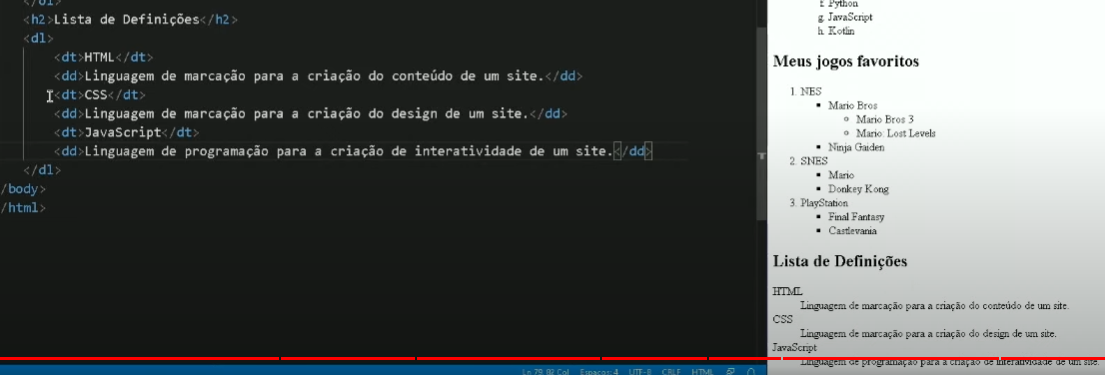 </ol>
<h2>Lista de Definições</h2>
<dl>
<dt>HTML</dt>
<dd>Linguagem de marcação para a criação do conteúdo de um site.</dd>
<dt>CSS</dt>
<dd>Linguagem de marcação para a criação do design de um site.</dd>
<dt>JavaScript</dt>
<dd>Linguagem de programação para a criação de interatividade de um site.</dd>
</dl>
/body>
/html>
Ln 79, 82 Col Espaços: 4 UTF-8 CRLF HTML
f. Python
g. JavaScript
h. Kotlin
Meus jogos favoritos
1. NES
▪ Mario Bros
◦ Mario Bros 3
◦ Mario: Lost Levels
▪ Ninja Gaiden
2. SNES
▪ Mario
▪ Donkey Kong
3. PlayStation
▪ Final Fantasy
▪ Castlevania
Lista de Definições
HTML
Linguagem de marcação para a criação do conteúdo de um site.
CSS
Linguagem de marcação para a criação do design de um site.
JavaScript
Linguagem de programação para a criação de interatividade de um site.